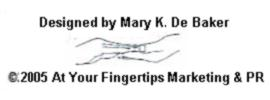 Designed by Mary K. De Baker
©.2005 At Your Fingertips Marketing & PR